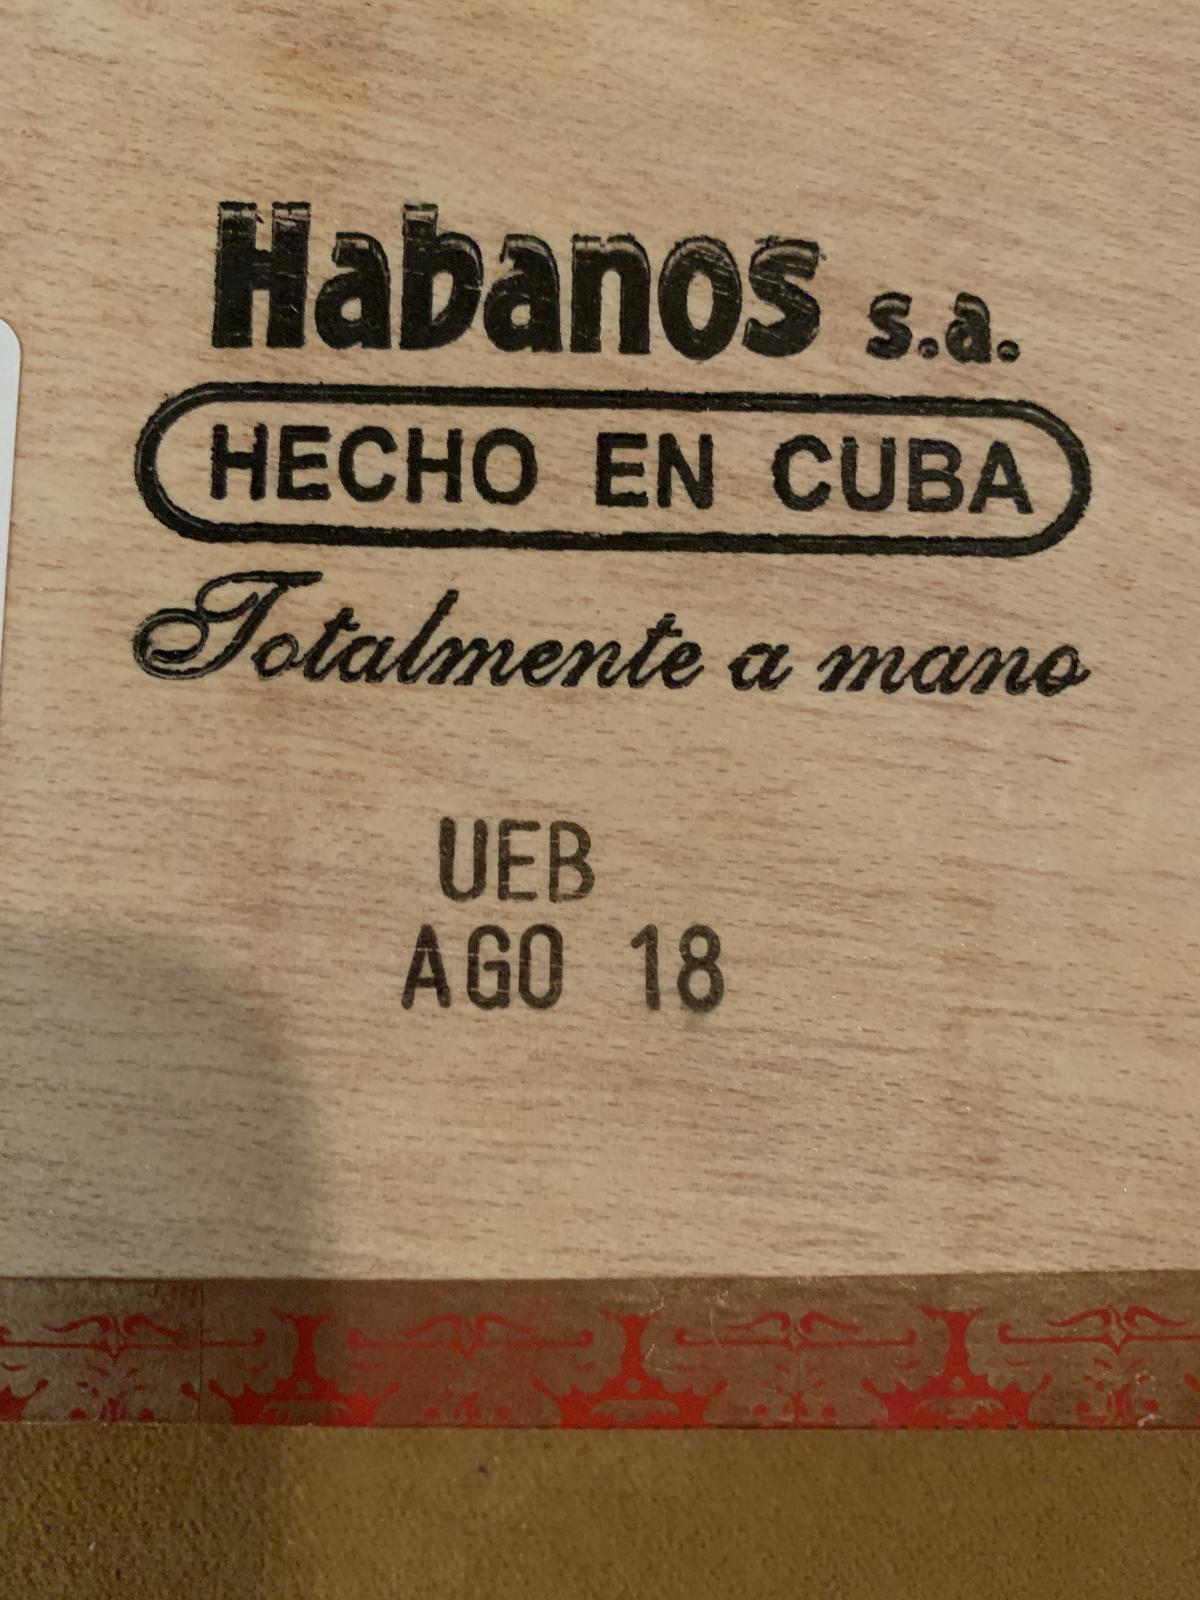 Habanos s.a.
HECHO EN CUBA
Totalmente a mano
UEB
AGO 18